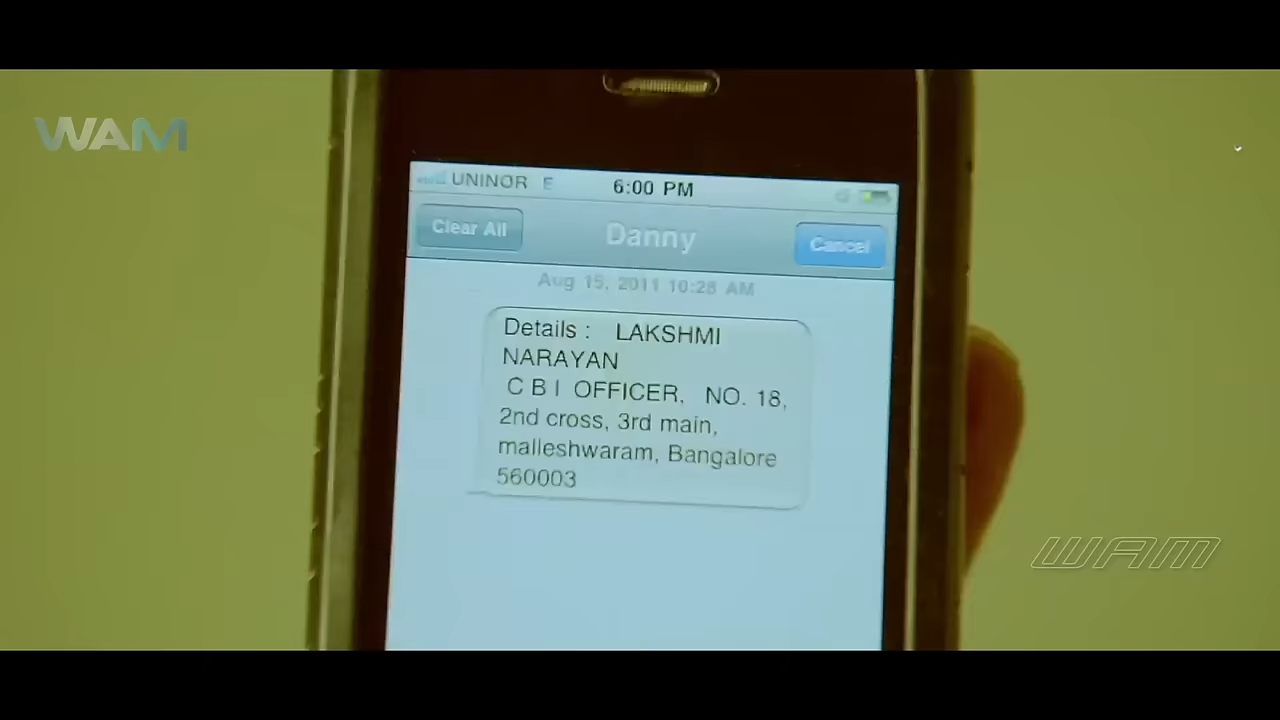 WAM
UNINOR E 6:00 PM
Clear All Danny Cancel
Aug 15, 2011 10:28 AM
Details : LAKSHMI
NARAYAN
C B I OFFICER, NO. 18,
2nd cross, 3rd main,
malleshwaram, Bangalore
560003
WAM